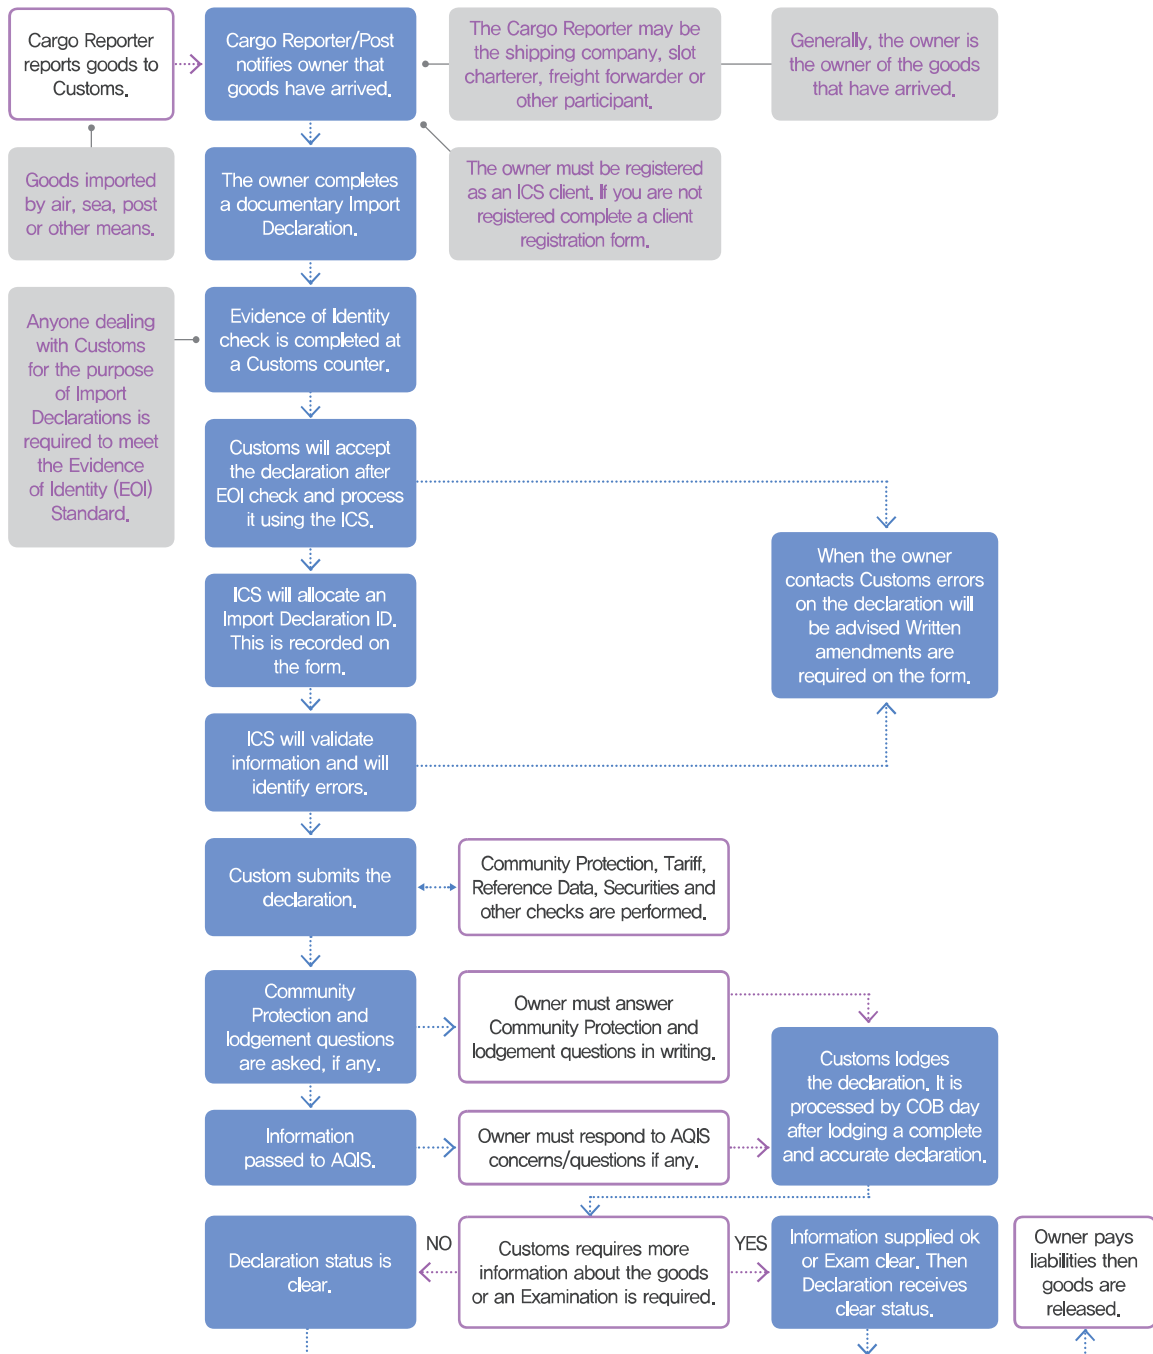 Cargo Reporter
reports goods to
Customs.
Cargo Reporter/Post
notifies owner that
goods have arrived.
The Cargo Reporter may be
the shipping company, slot
charterer, freight forwarder or
other participant.
Generally, the owner is
the owner of the goods
that have arrived.
Goods imported
by air, sea, post
or other means.
The owner completes
a documentary Import
Declaration.
The owner must be registered
as an ICS client. If you are not
registered complete a client
registration form.
Anyone dealing
with Customs
for the purpose
of Import
Declarations is
required to meet
the Evidence
of Identity (EOI)
Standard.
Evidence of Identity
check is completed at
a Customs counter.
Customs will accept
the declaration after
EOI check and process
it using the ICS.
When the owner
contacts Customs errors
on the declaration will
be advised Written
amendments are
required on the form.
ICS will allocate an
Import Declaration ID.
This is recorded on
the form.
ICS will validate
information and will
identify errors.
Custom submits the
declaration.
Community Protection, Tariff,
Reference Data, Securities and
other checks are performed.
Community
Protection and
lodgement questions
are asked, if any.
Owner must answer
Community Protection and
lodgement questions in writing.
Customs lodges
the declaration. It is
processed by COB day
after lodging a complete
and accurate declaration.
Information
passed to AQIS.
Owner must respond to AQIS
concerns/questions if any.
Declaration status is
clear.
NO
Customs requires more
information about the goods
or an Examination is required.
YES
Information supplied ok
or Exam clear. Then
Declaration receives
clear status.
Owner pays
liabilities then
goods are
released.